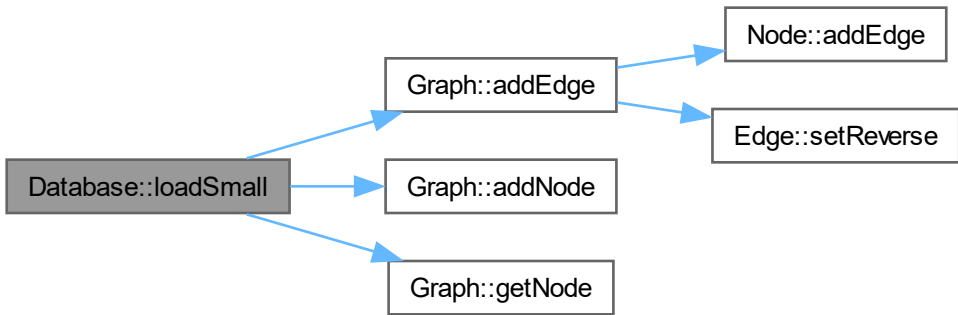 Database::loadSmall
Graph::addEdge
Node::addEdge
Edge::setReverse
Graph::addNode
Graph::getNode